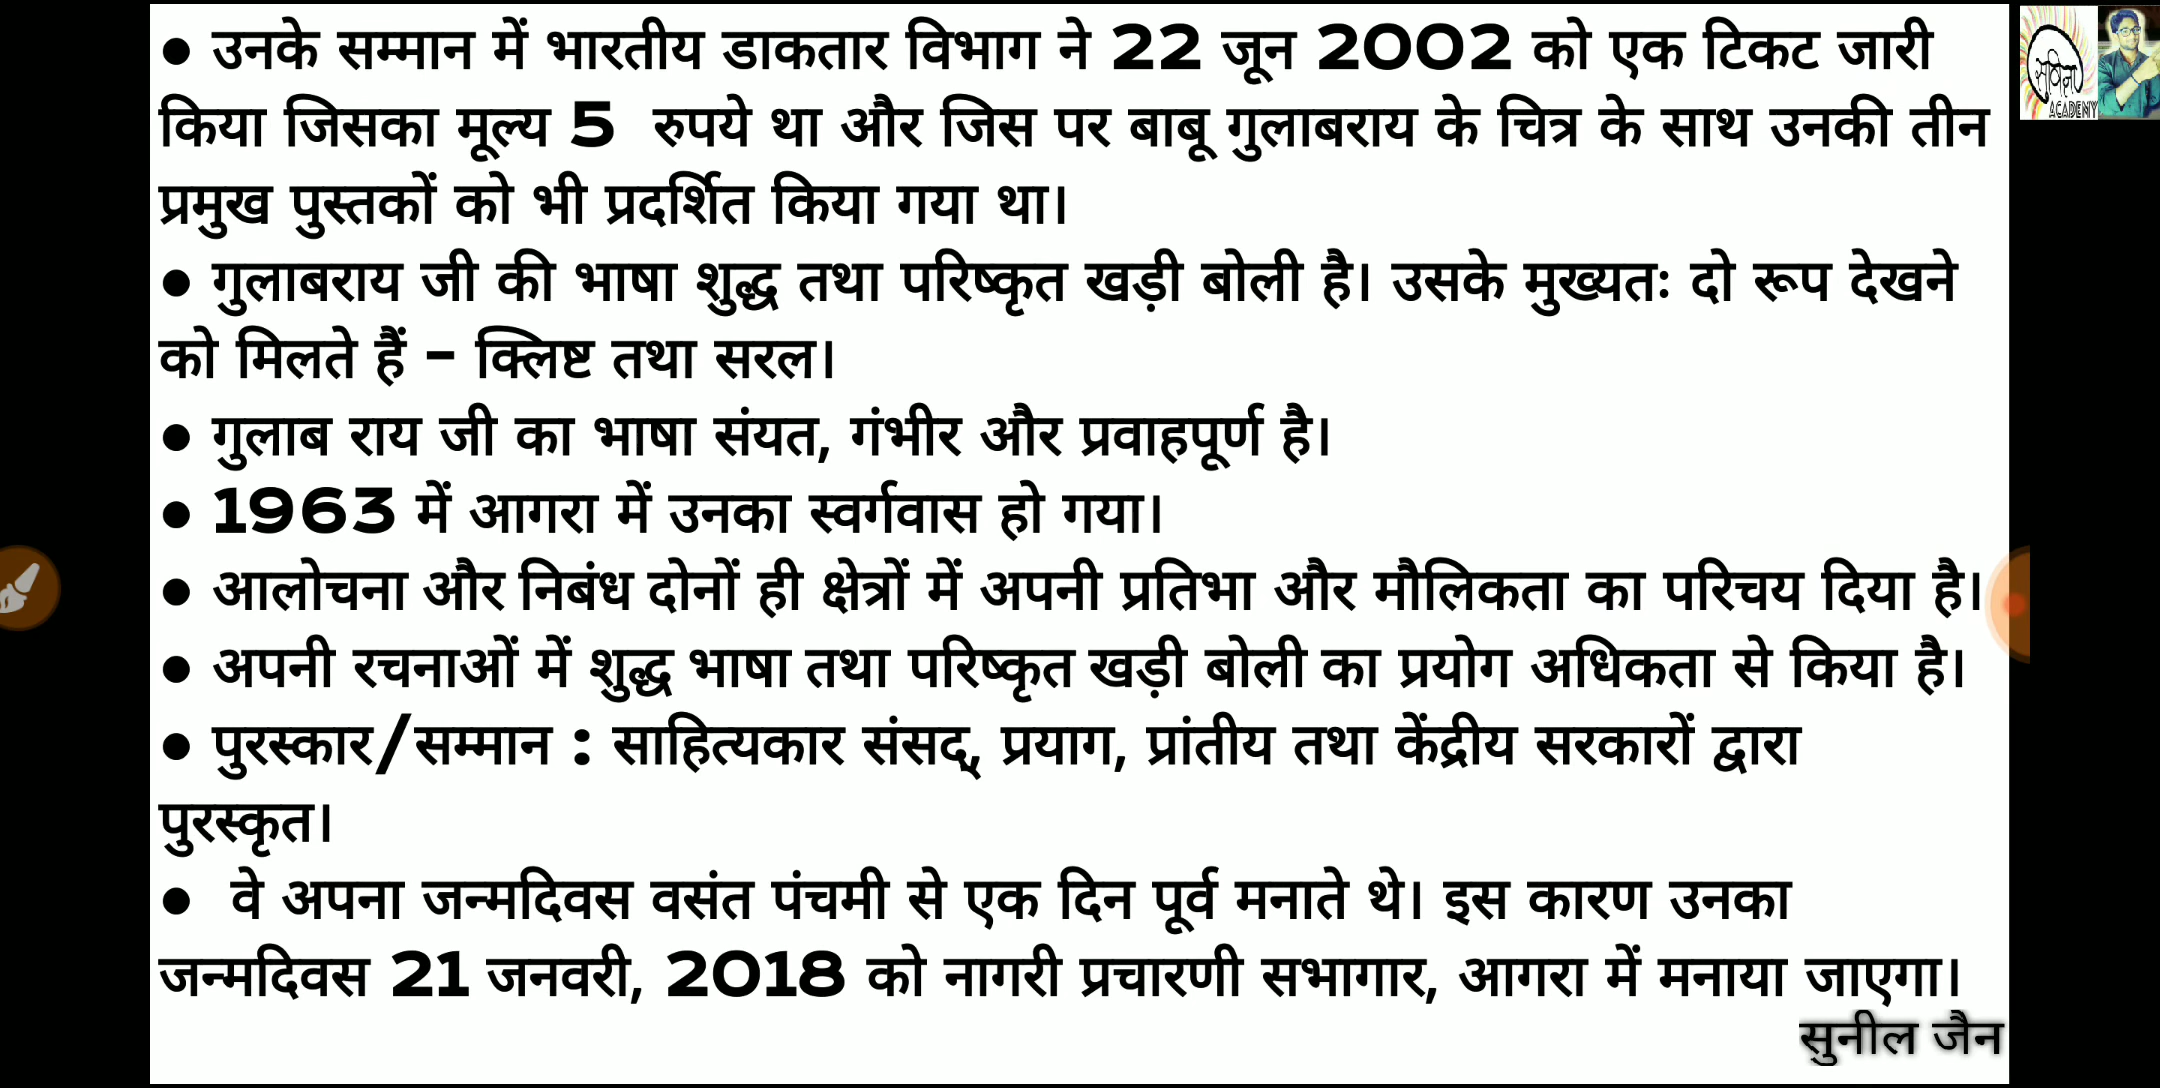 ● उनके सम्मान में भारतीय डाकतार विभाग ने 22 जून 2002 को एक टिकट जारी
किया जिसका मूल्य 5 रुपये था और जिस पर बाबू गुलाबराय के चित्र के साथ उनकी तीन
प्रमुख पुस्तकों को भी प्रदर्शित किया गया था।
● गुलाबराय जी की भाषा शुद्ध तथा परिष्कृत खड़ी बोली है। उसके मुख्यतः दो रूप देखने
को मिलते हैं – क्लिष्ट तथा सरल।
● गुलाब राय जी का भाषा संयत, गंभीर और प्रवाहपूर्ण है।
● 1963 में आगरा में उनका स्वर्गवास हो गया।
● आलोचना और निबंध दोनों ही क्षेत्रों में अपनी प्रतिभा और मौलिकता का परिचय दिया है।
● अपनी रचनाओं में शुद्ध भाषा तथा परिष्कृत खड़ी बोली का प्रयोग अधिकता से किया है।
● पुरस्कार/सम्मान : साहित्यकार संसद्, प्रयाग, प्रांतीय तथा केंद्रीय सरकारों द्वारा
पुरस्कृत।
● वे अपना जन्मदिवस वसंत पंचमी से एक दिन पूर्व मनाते थे। इस कारण उनका
जन्मदिवस 21 जनवरी, 2018 को नागरी प्रचारणी सभागार, आगरा में मनाया जाएगा।
सुनील जैन
ACADEMY